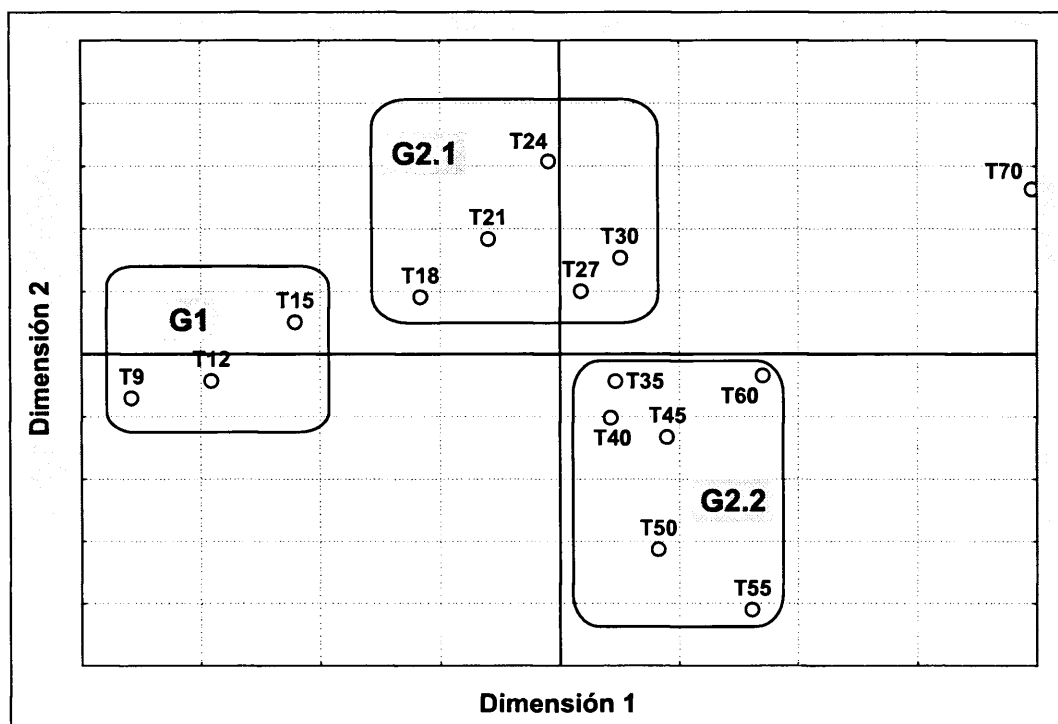 T24
G2.1
T70
T21
T30
T18
T27
T15
G1
T12
T9
T35
T60
T40
T45
G2.2
T50
T55
Dimensión 2
Dimensión 1